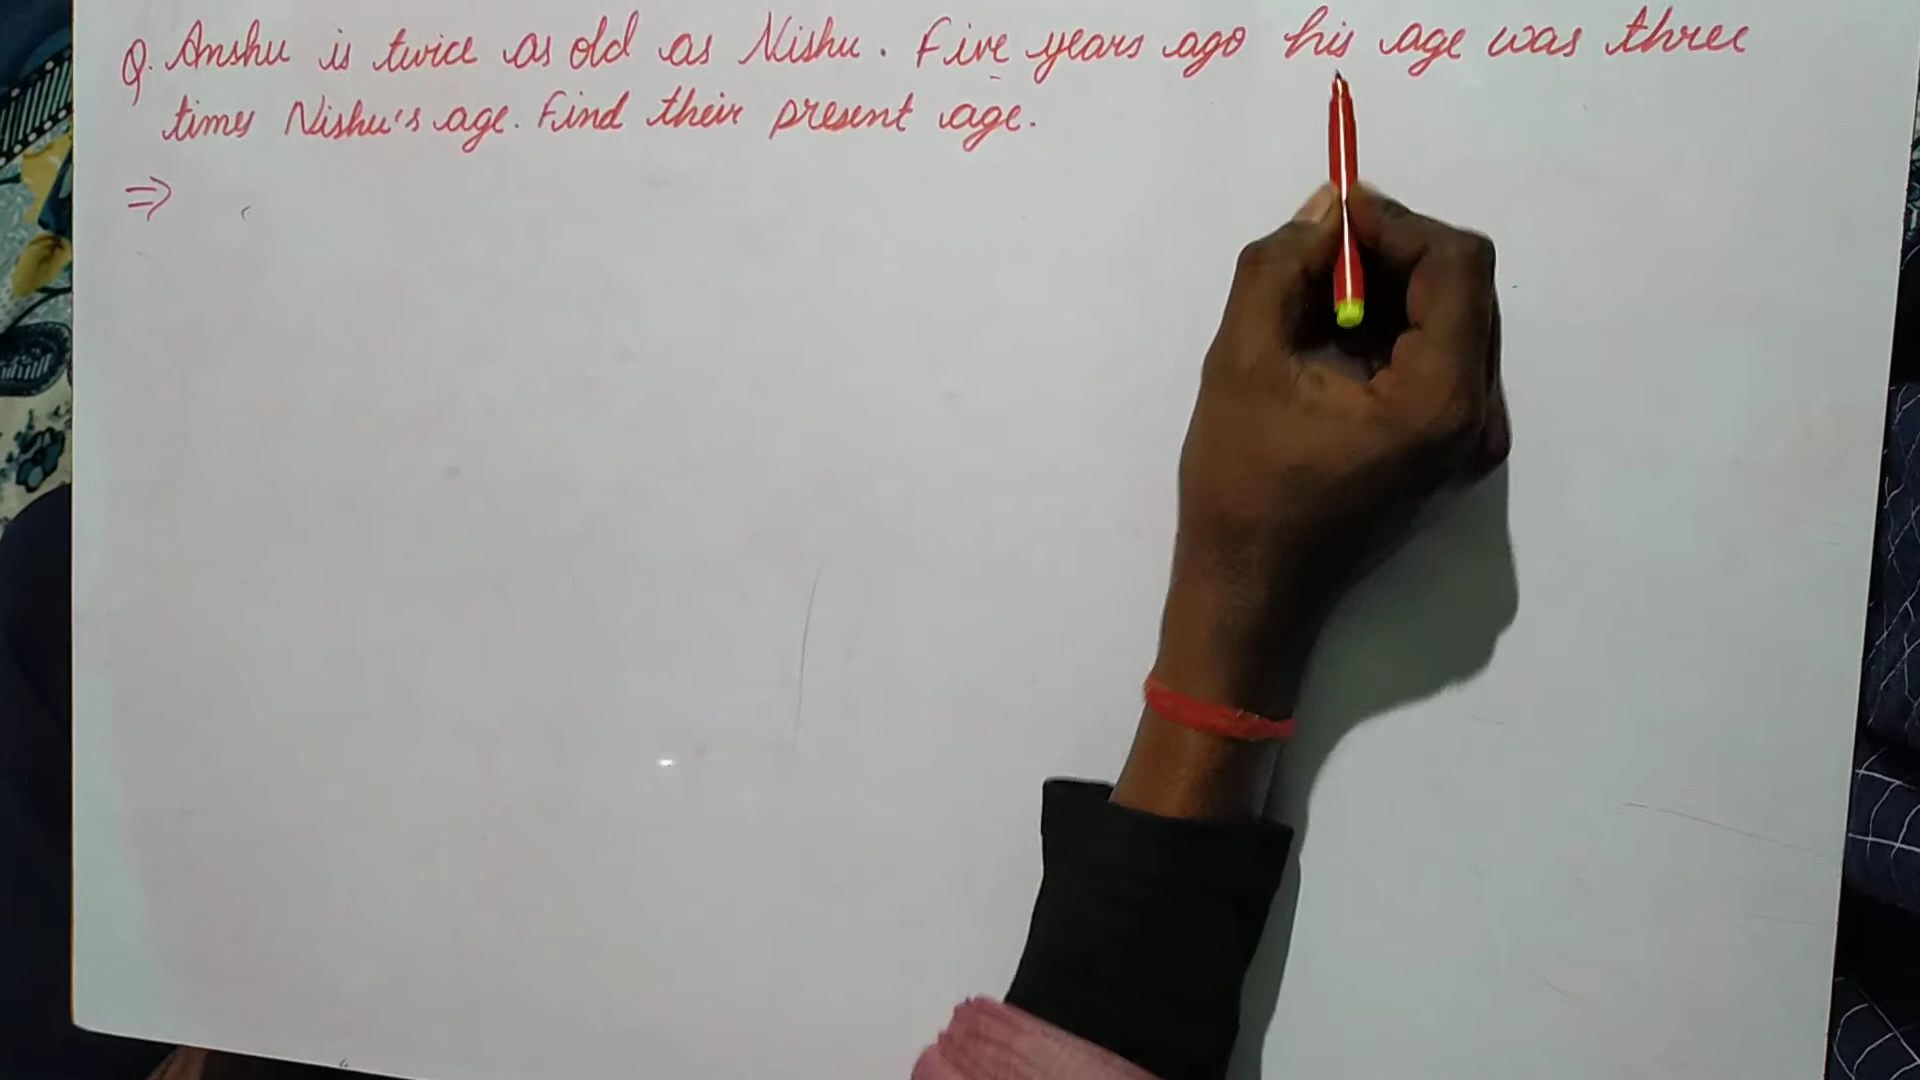 Q. Anshu is twice as old as Nishu. Five years ago his age was three
times Nishu's age. Find their present age.
⇒